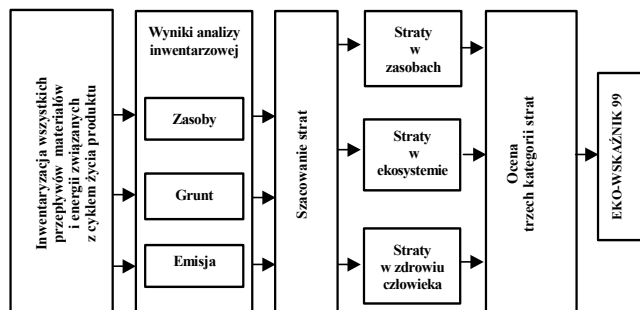 Inwentaryzacja wszystkich
przepływów materiałów
i energii związanych
z cyklem życia produktu
Wyniki analizy
inwentarzowej
Zasoby
Grunt
Emisja
Szacowanie strat
Straty
w
zasobach
Straty
w
ekosystemie
Straty
w zdrowiu
człowieka
Ocena
trzech kategorii strat
EKO-WSKAŹNIK 99